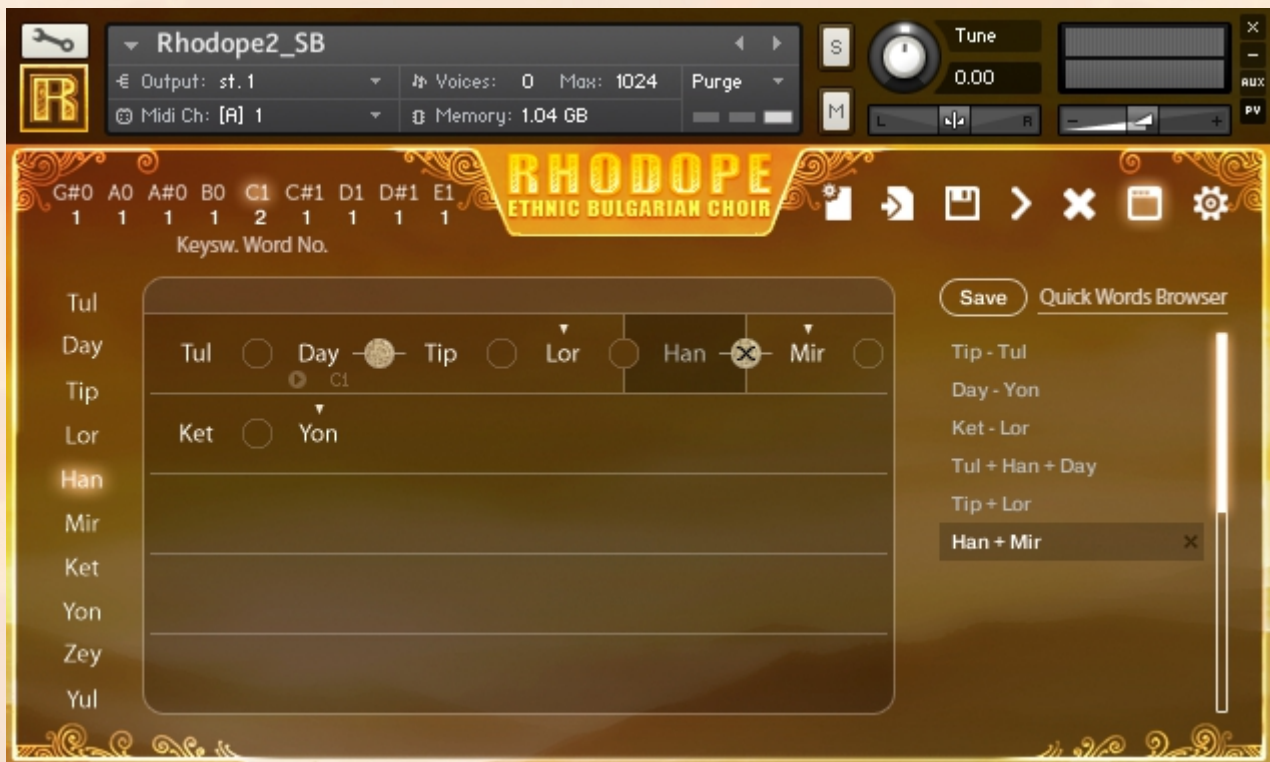 Rhodope2_SB
S
Tune
Output: st.1
Voices: 0 Max: 1024
Purge
0.00
AUX
R
Midi Ch: [A] 1
Memory: 1.04 GB
M
L
R
PV
G#0 A0 A#0 B0 C1 C#1 D1 D#1 E1
1 1 1 1 2 1 1 1 1
Keysw. Word No.
RHODOPE
ETHNIC BULGARIAN CHOIR
Tul
Day
Tip
Lor
Han
Mir
Ket
Yon
Zey
Yul
Tul Day Tip Lor Han Mir
C1
Ket Yon
Save
Quick Words Browser
Tip - Tul
Day - Yon
Ket - Lor
Tul + Han + Day
Tip + Lor
Han + Mir